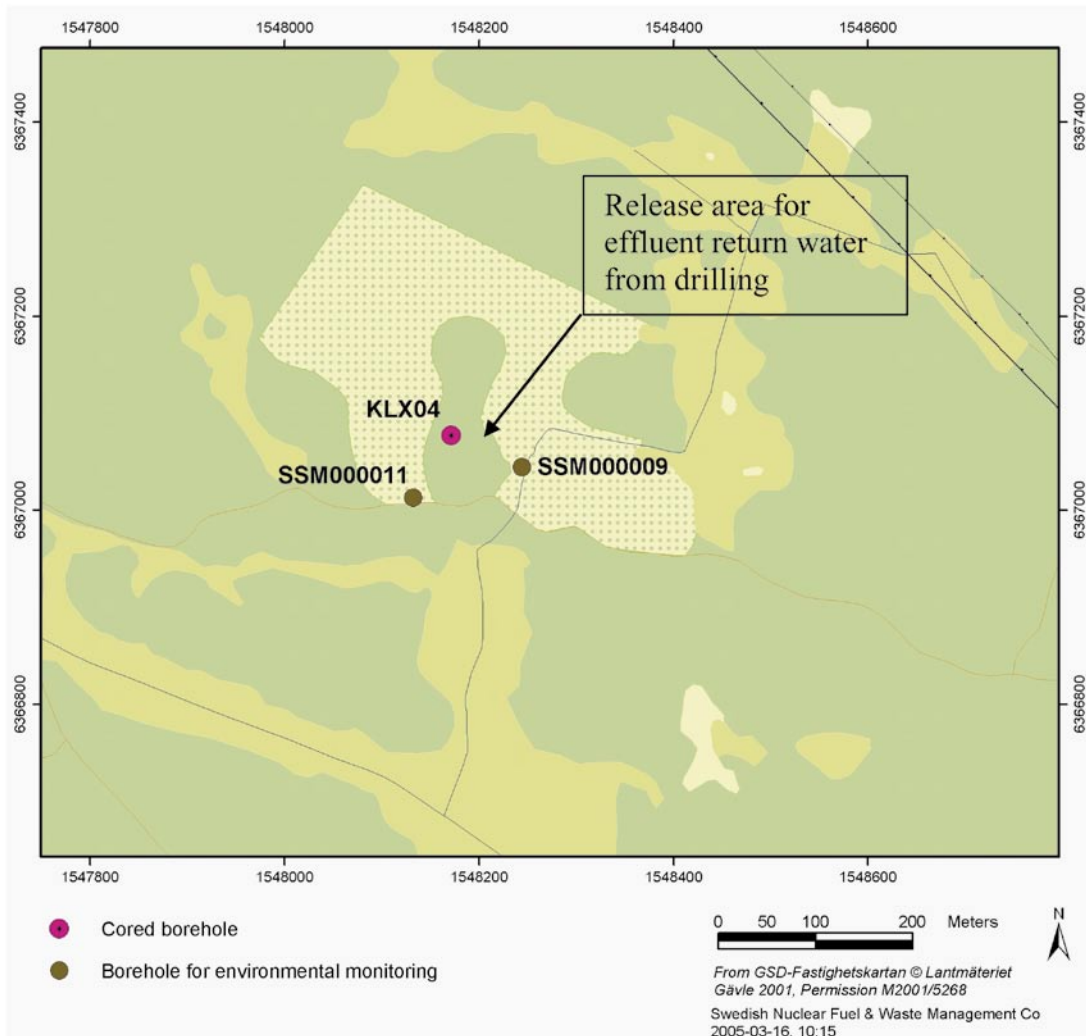 1547800 1548000 1548200 1548400 1548600
6367400 6367400
Release area for
effluent return water
from drilling
6367200 6367200
KLX04
SSM000009
SSM000011
6367000 6367000
6366800 6366800
1547800 1548000 1548200 1548400 1548600
Cored borehole
Borehole for environmental monitoring
0 50 100 200 Meters
N
From GSD-Fastighetskartan © Lantmäteriet
Gävle 2001, Permission M2001/5268
Swedish Nuclear Fuel & Waste Management Co
2005-03-16, 10:15